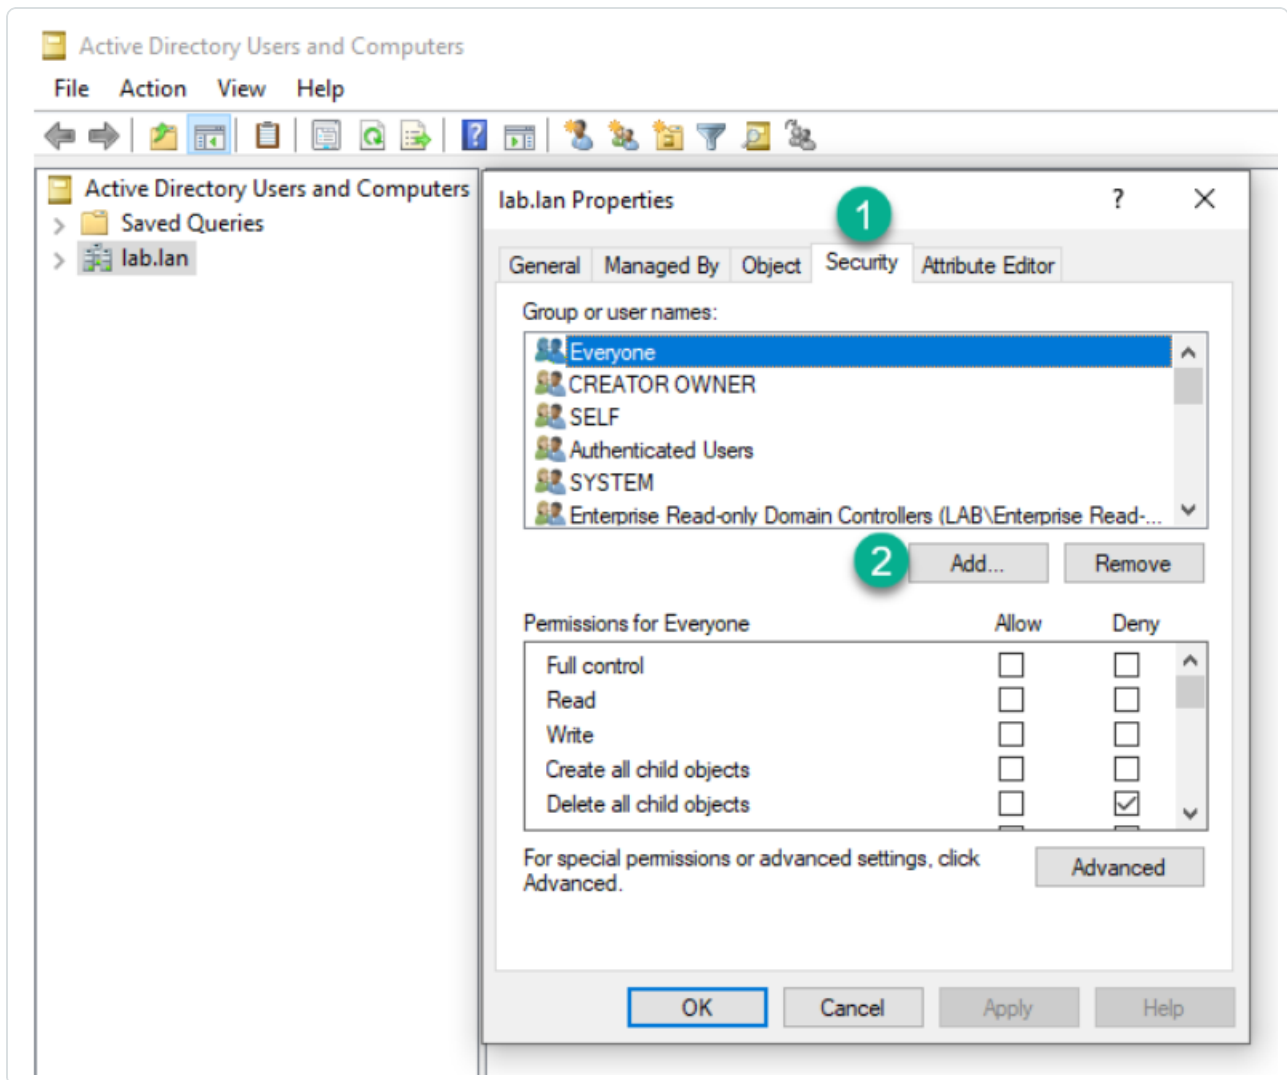 Active Directory Users and Computers
File Action View Help
Active Directory Users and Computers
Saved Queries
lab.lan
lab.lan Properties
?
1
General Managed By Object Security Attribute Editor
Group or user names:
Everyone
CREATOR OWNER
SELF
Authenticated Users
SYSTEM
Enterprise Read-only Domain Controllers (LAB\Enterprise Read-...
2
Add... Remove
Permissions for Everyone Allow Deny
Full control
Read
Write
Create all child objects
Delete all child objects
For special permissions or advanced settings, click
Advanced.
Advanced
OK Cancel Apply Help